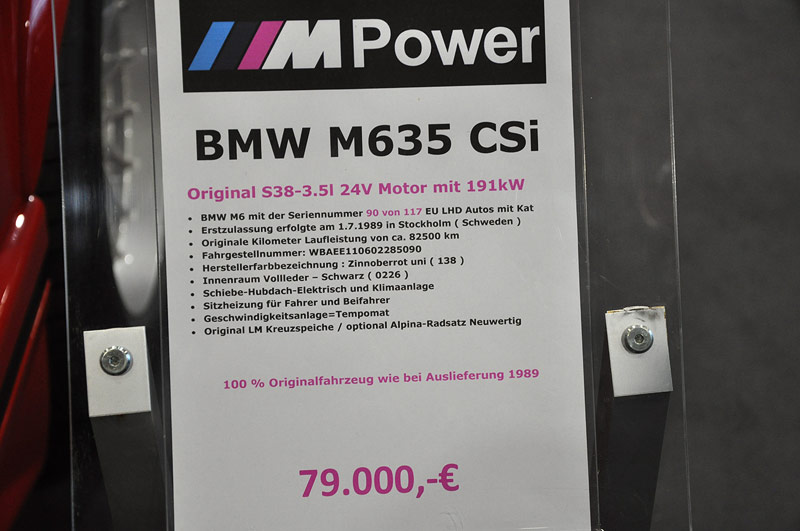 M Power
BMW M635 CSi
Original S38-3.5l 24V Motor mit 191kW
• BMW M6 mit der Seriennummer 90 von 117 EU LHD Autos mit Kat
• Erstzulassung erfolgte am 1.7.1989 in Stockholm ( Schweden )
• Originale Kilometer Laufleistung von ca. 82500 km
• Fahrgestellnummer: WBAEE110602285090
• Herstellerfarbbezeichnung : Zinnoberrot uni ( 138 )
• Innenraum Vollleder – Schwarz ( 0226 )
• Schiebe-Hubdach-Elektrisch und Klimaanlage
• Sitzheizung für Fahrer und Beifahrer
• Geschwindigkeitsanlage=Tempomat
• Original LM Kreuzspeiche / optional Alpina-Radsatz Neuwertig
100 % Originalfahrzeug wie bei Auslieferung 1989
79.000,-€